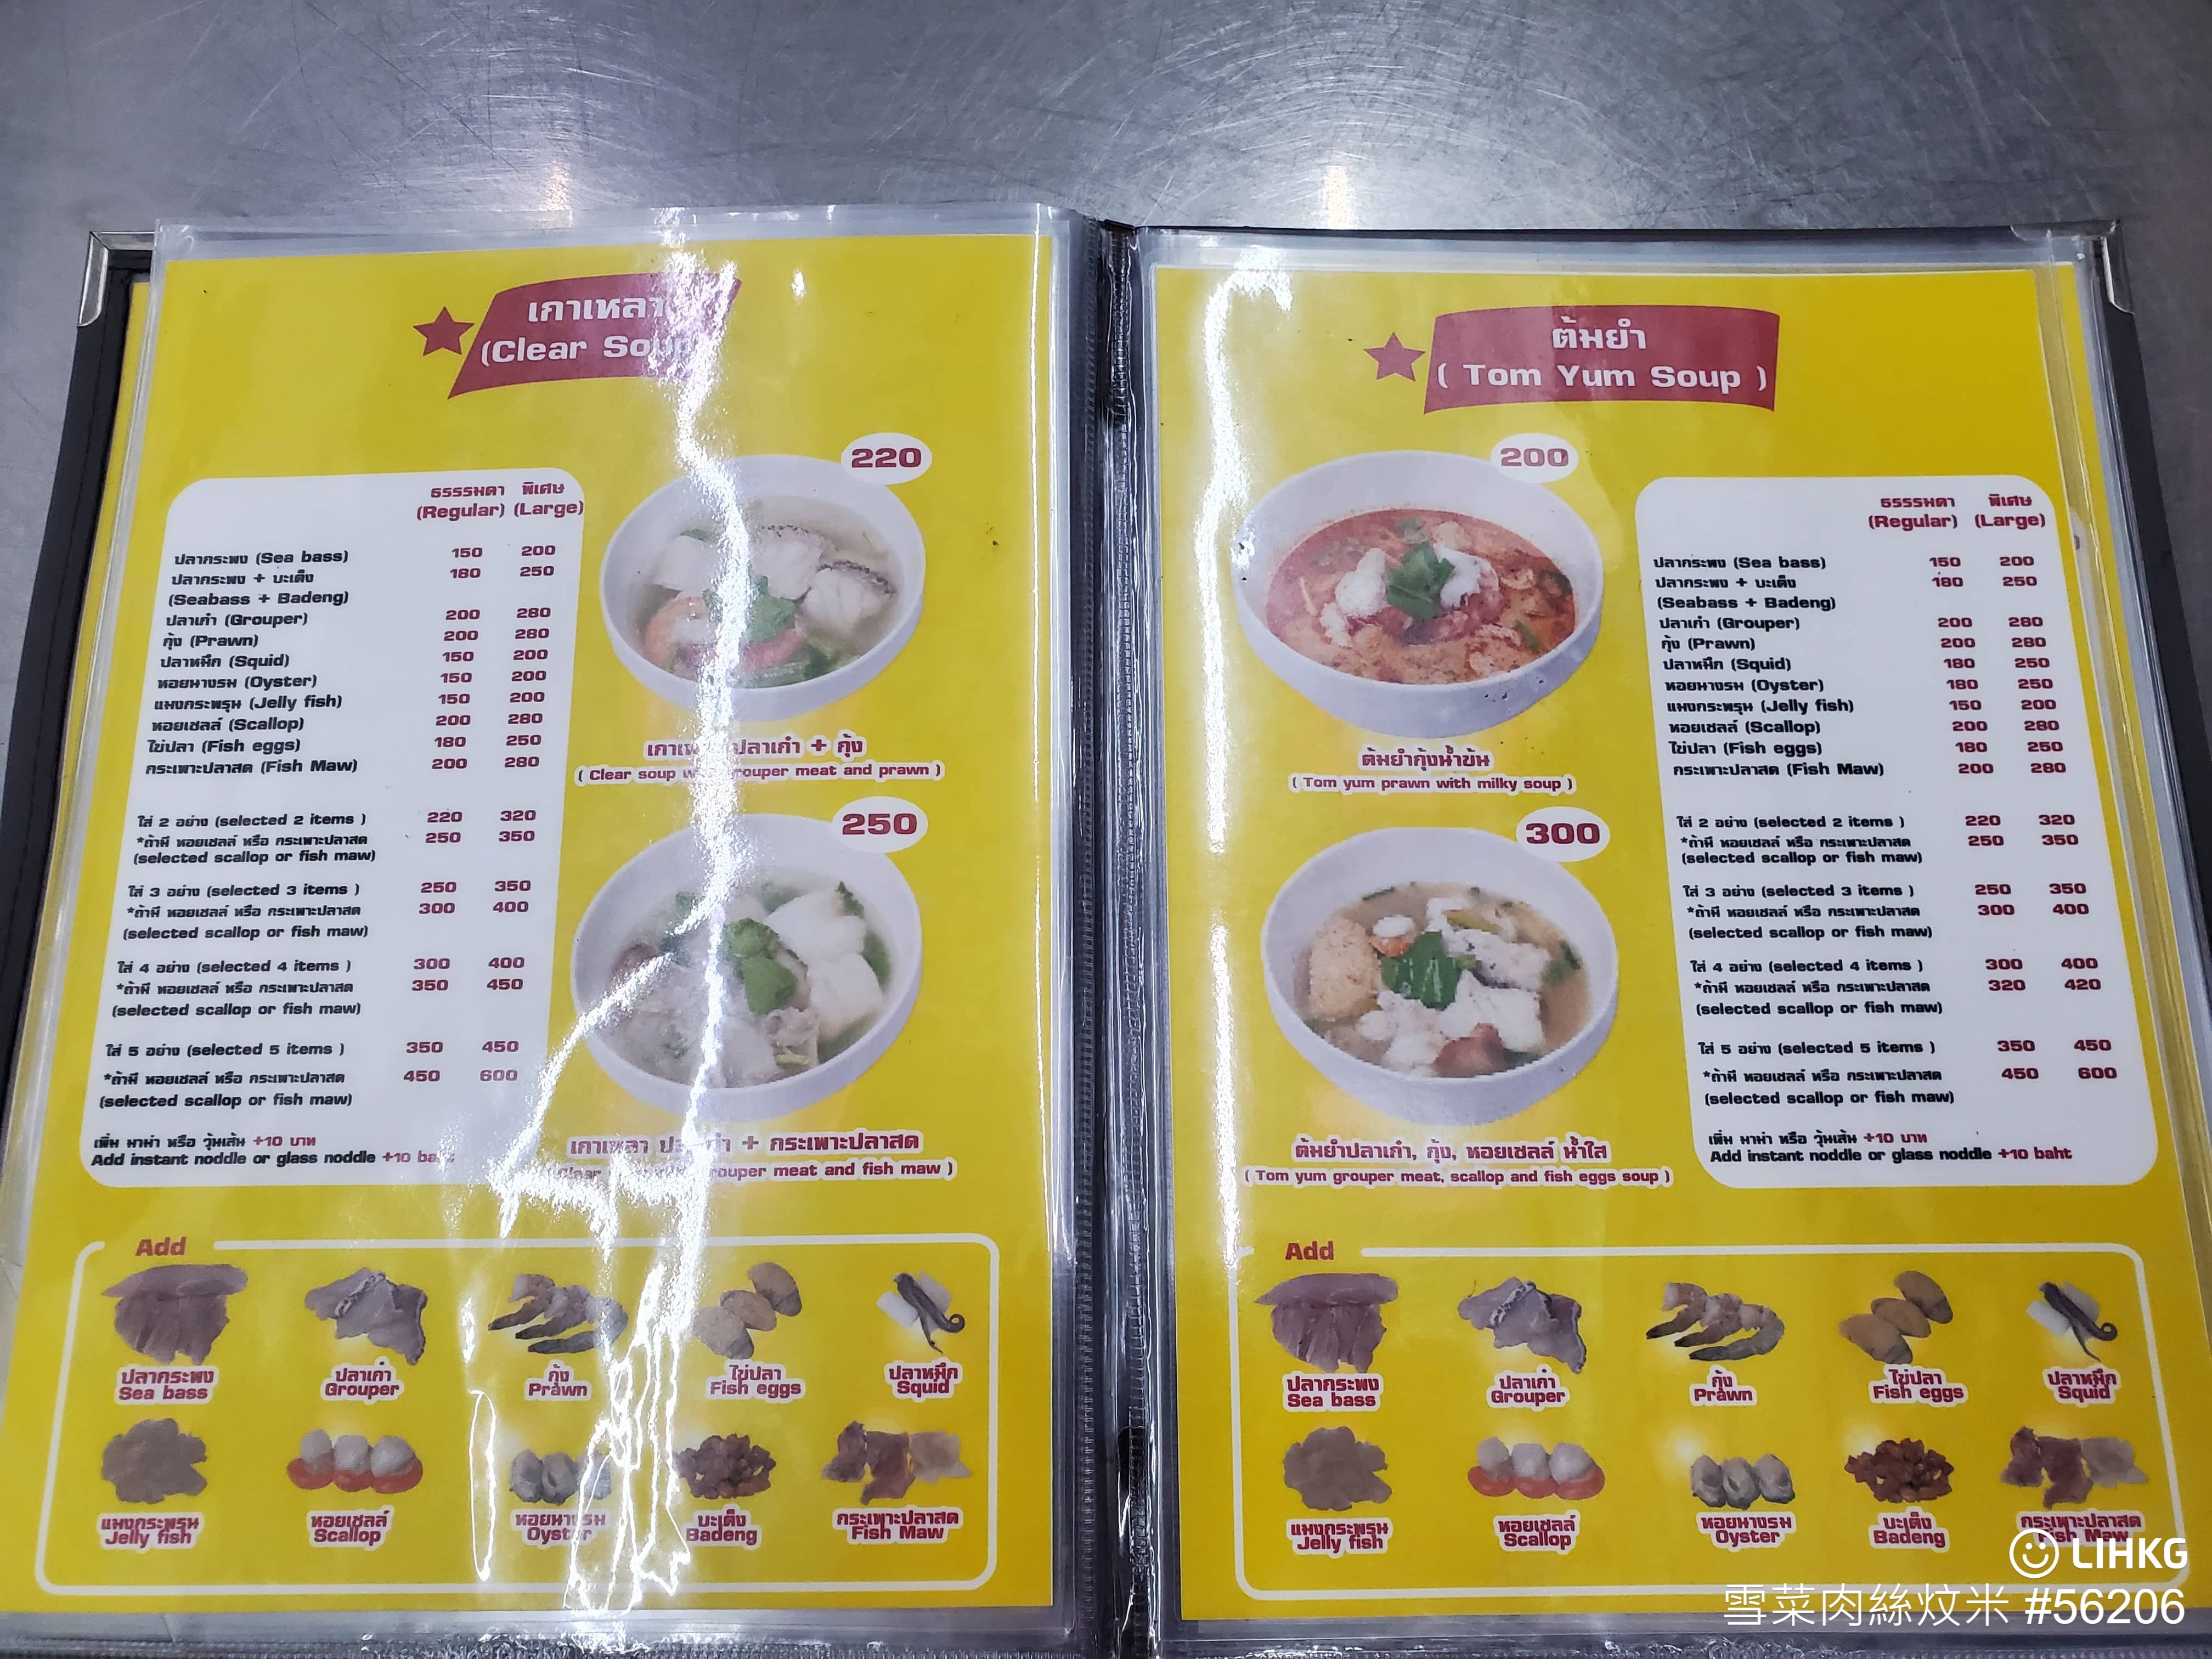 เกาเหลา
(Clear Soup
ธรรรมดา พิเศษ
(Regular) (Large)
ปลากระพง (Sea bass) 150 200
ปลากระพง + บะเต็ง 180 250
(Seabass + Badeng)
ปลาเก๋า (Grouper) 200 280
กุ้ง (Prawn) 200 280
ปลาหมึก (Squid) 150 200
หอยนางรม (Oyster) 150 200
แมงกระพรุน (Jelly fish) 150 200
หอยเชลล์ (Scallop) 200 280
ไข่ปลา (Fish eggs) 180 250
กระเพาะปลาสด (Fish Maw) 200 280
ใส่ 2 อย่าง (selected 2 items ) 220 320
*ถ้ามี หอยเชลล์ หรือ กระเพาะปลาสด 250 350
(selected scallop or fish maw)
ใส่ 3 อย่าง (selected 3 items ) 250 350
*ถ้ามี หอยเชลล์ หรือ กระเพาะปลาสด 300 400
(selected scallop or fish maw)
ใส่ 4 อย่าง (selected 4 items ) 300 400
*ถ้ามี หอยเชลล์ หรือ กระเพาะปลาสด 350 450
(selected scallop or fish maw)
ใส่ 5 อย่าง (selected 5 items ) 350 450
*ถ้ามี หอยเชลล์ หรือ กระเพาะปลาสด 450 600
(selected scallop or fish maw)
เพิ่ม มาม่า หรือ วุ้นเส้น +10 บาท
Add instant noddle or glass noddle +10 baht
220
ปลาเก๋า + กุ้ง
( Clear soup grouper meat and prawn )
250
เกาเหลา + กระเพาะปลาสด
Clear grouper meat and fish maw )
Add
ปลากระพง
Sea bass
ปลาเก๋า
Grouper
กุ้ง
Prawn
ไข่ปลา
Fish eggs
ปลาหมึก
Squid
แมงกระพรุน
Jelly fish
หอยเชลล์
Scallop
หอยนางรม
Oyster
บะเต็ง
Badeng
กระเพาะปลาสด
Fish Maw
ต้มยำ
( Tom Yum Soup )
200
ต้มยำกุ้งน้ำข้น
( Tom yum prawn with milky soup )
300
ต้มยำปลาเก๋า, กุ้ง, หอยเชลล์ น้ำใส
( Tom yum grouper meat, scallop and fish eggs soup )
ธรรรมดา พิเศษ
(Regular) (Large)
ปลากระพง (Sea bass) 150 200
ปลากระพง + บะเต็ง 180 250
(Seabass + Badeng)
ปลาเก๋า (Grouper) 200 280
กุ้ง (Prawn) 200 280
ปลาหมึก (Squid) 180 250
หอยนางรม (Oyster) 180 250
แมงกระพรุน (Jelly fish) 150 200
หอยเชลล์ (Scallop) 200 280
ไข่ปลา (Fish eggs) 180 250
กระเพาะปลาสด (Fish Maw) 200 280
ใส่ 2 อย่าง (selected 2 items ) 220 320
*ถ้ามี หอยเชลล์ หรือ กระเพาะปลาสด 250 350
(selected scallop or fish maw)
ใส่ 3 อย่าง (selected 3 items ) 250 350
*ถ้ามี หอยเชลล์ หรือ กระเพาะปลาสด 300 400
(selected scallop or fish maw)
ใส่ 4 อย่าง (selected 4 items ) 300 400
*ถ้ามี หอยเชลล์ หรือ กระเพาะปลาสด 320 420
(selected scallop or fish maw)
ใส่ 5 อย่าง (selected 5 items ) 350 450
*ถ้ามี หอยเชลล์ หรือ กระเพาะปลาสด 450 600
(selected scallop or fish maw)
เพิ่ม มาม่า หรือ วุ้นเส้น +10 บาท
Add instant noddle or glass noddle +10 baht
Add
ปลากระพง
Sea bass
ปลาเก๋า
Grouper
กุ้ง
Prawn
ไข่ปลา
Fish eggs
ปลาหมึก
Squid
แมงกระพรุน
Jelly fish
หอยเชลล์
Scallop
หอยนางรม
Oyster
บะเต็ง
Badeng
กระเพาะปลาสด
Fish Maw
LIHKG
雪菜肉絲炆米 #56206